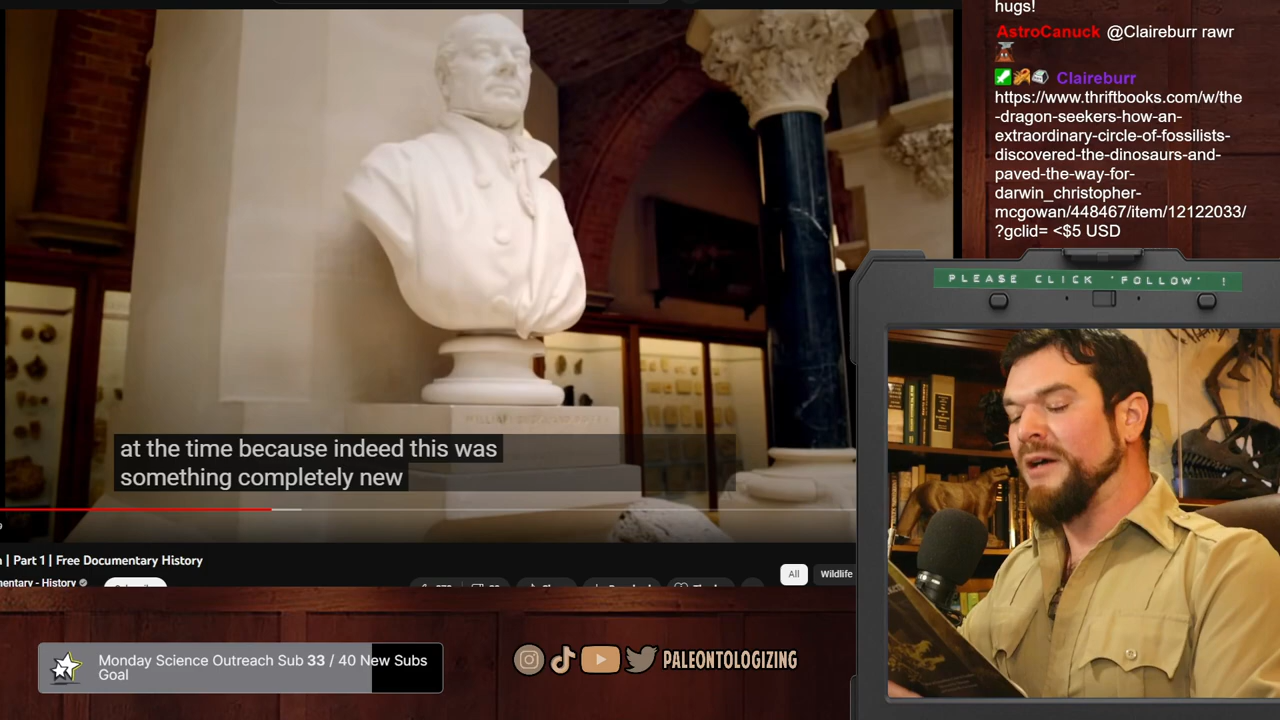 hugs!
AstroCanuck @Claireburr rawr
Claireburr
https://www.thriftbooks.com/w/the
-dragon-seekers-how-an-
extraordinary-circle-of-fossilists-
discovered-the-dinosaurs-and-
paved-the-way-for-
darwin_christopher-
mcgowan/448467/item/12122033/
?gclid= <$5 USD
PLEASE CLICK 'FOLLOW' !
at the time because indeed this was
something completely new
| Part 1 | Free Documentary History
mentary - History
All
Wildlife
Monday Science Outreach Sub 33 / 40 New Subs
Goal
PALEONTOLOGIZING